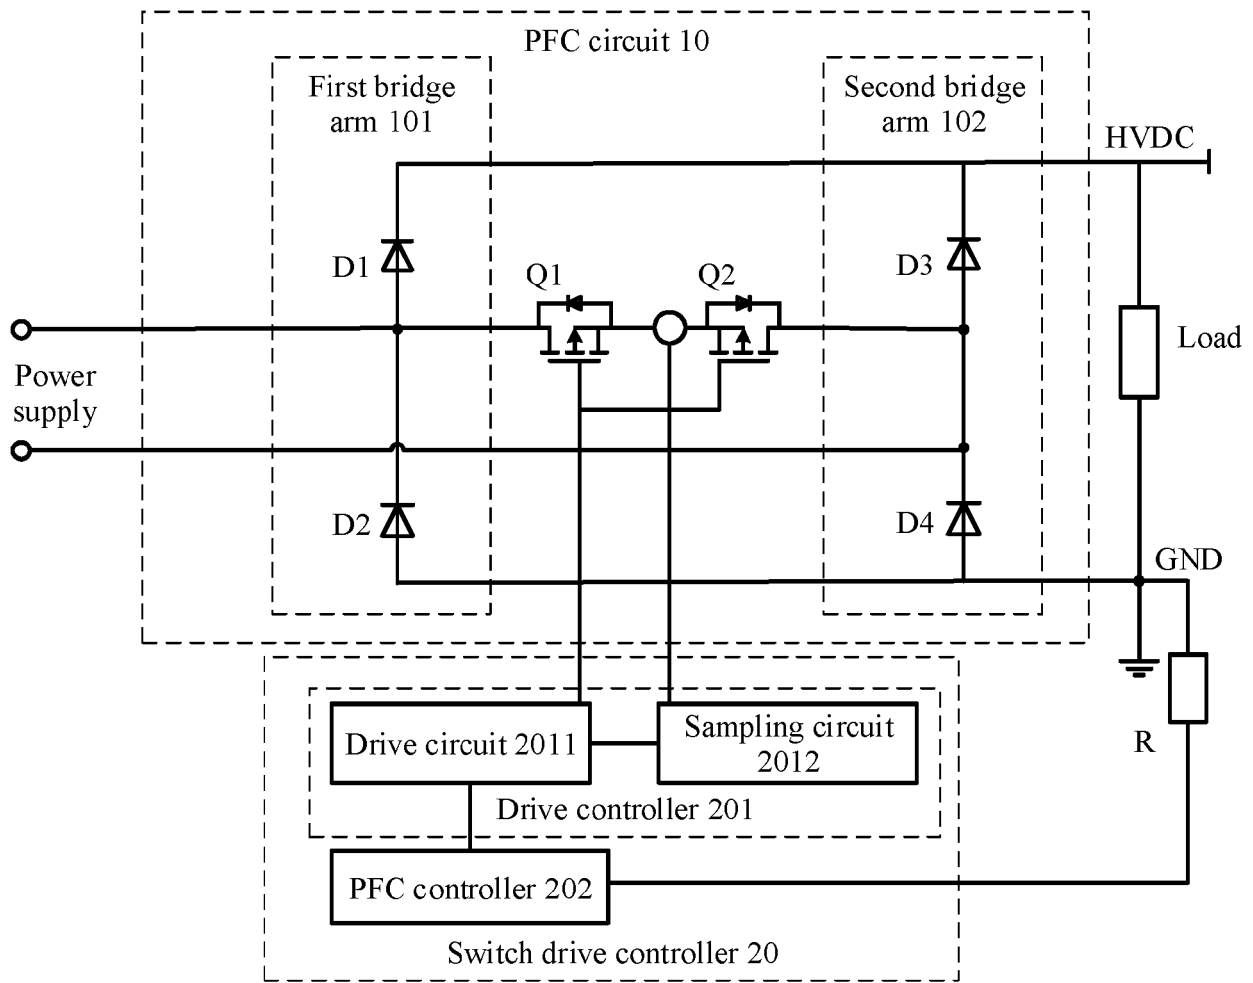 PFC circuit 10
First bridge
arm 101
Second bridge
arm 102
HVDC
D1
Q1
Q2
D3
Load
Power
supply
D2
D4
GND
Drive circuit 2011
Sampling circuit
2012
R
Drive controller 201
PFC controller 202
Switch drive controller 20